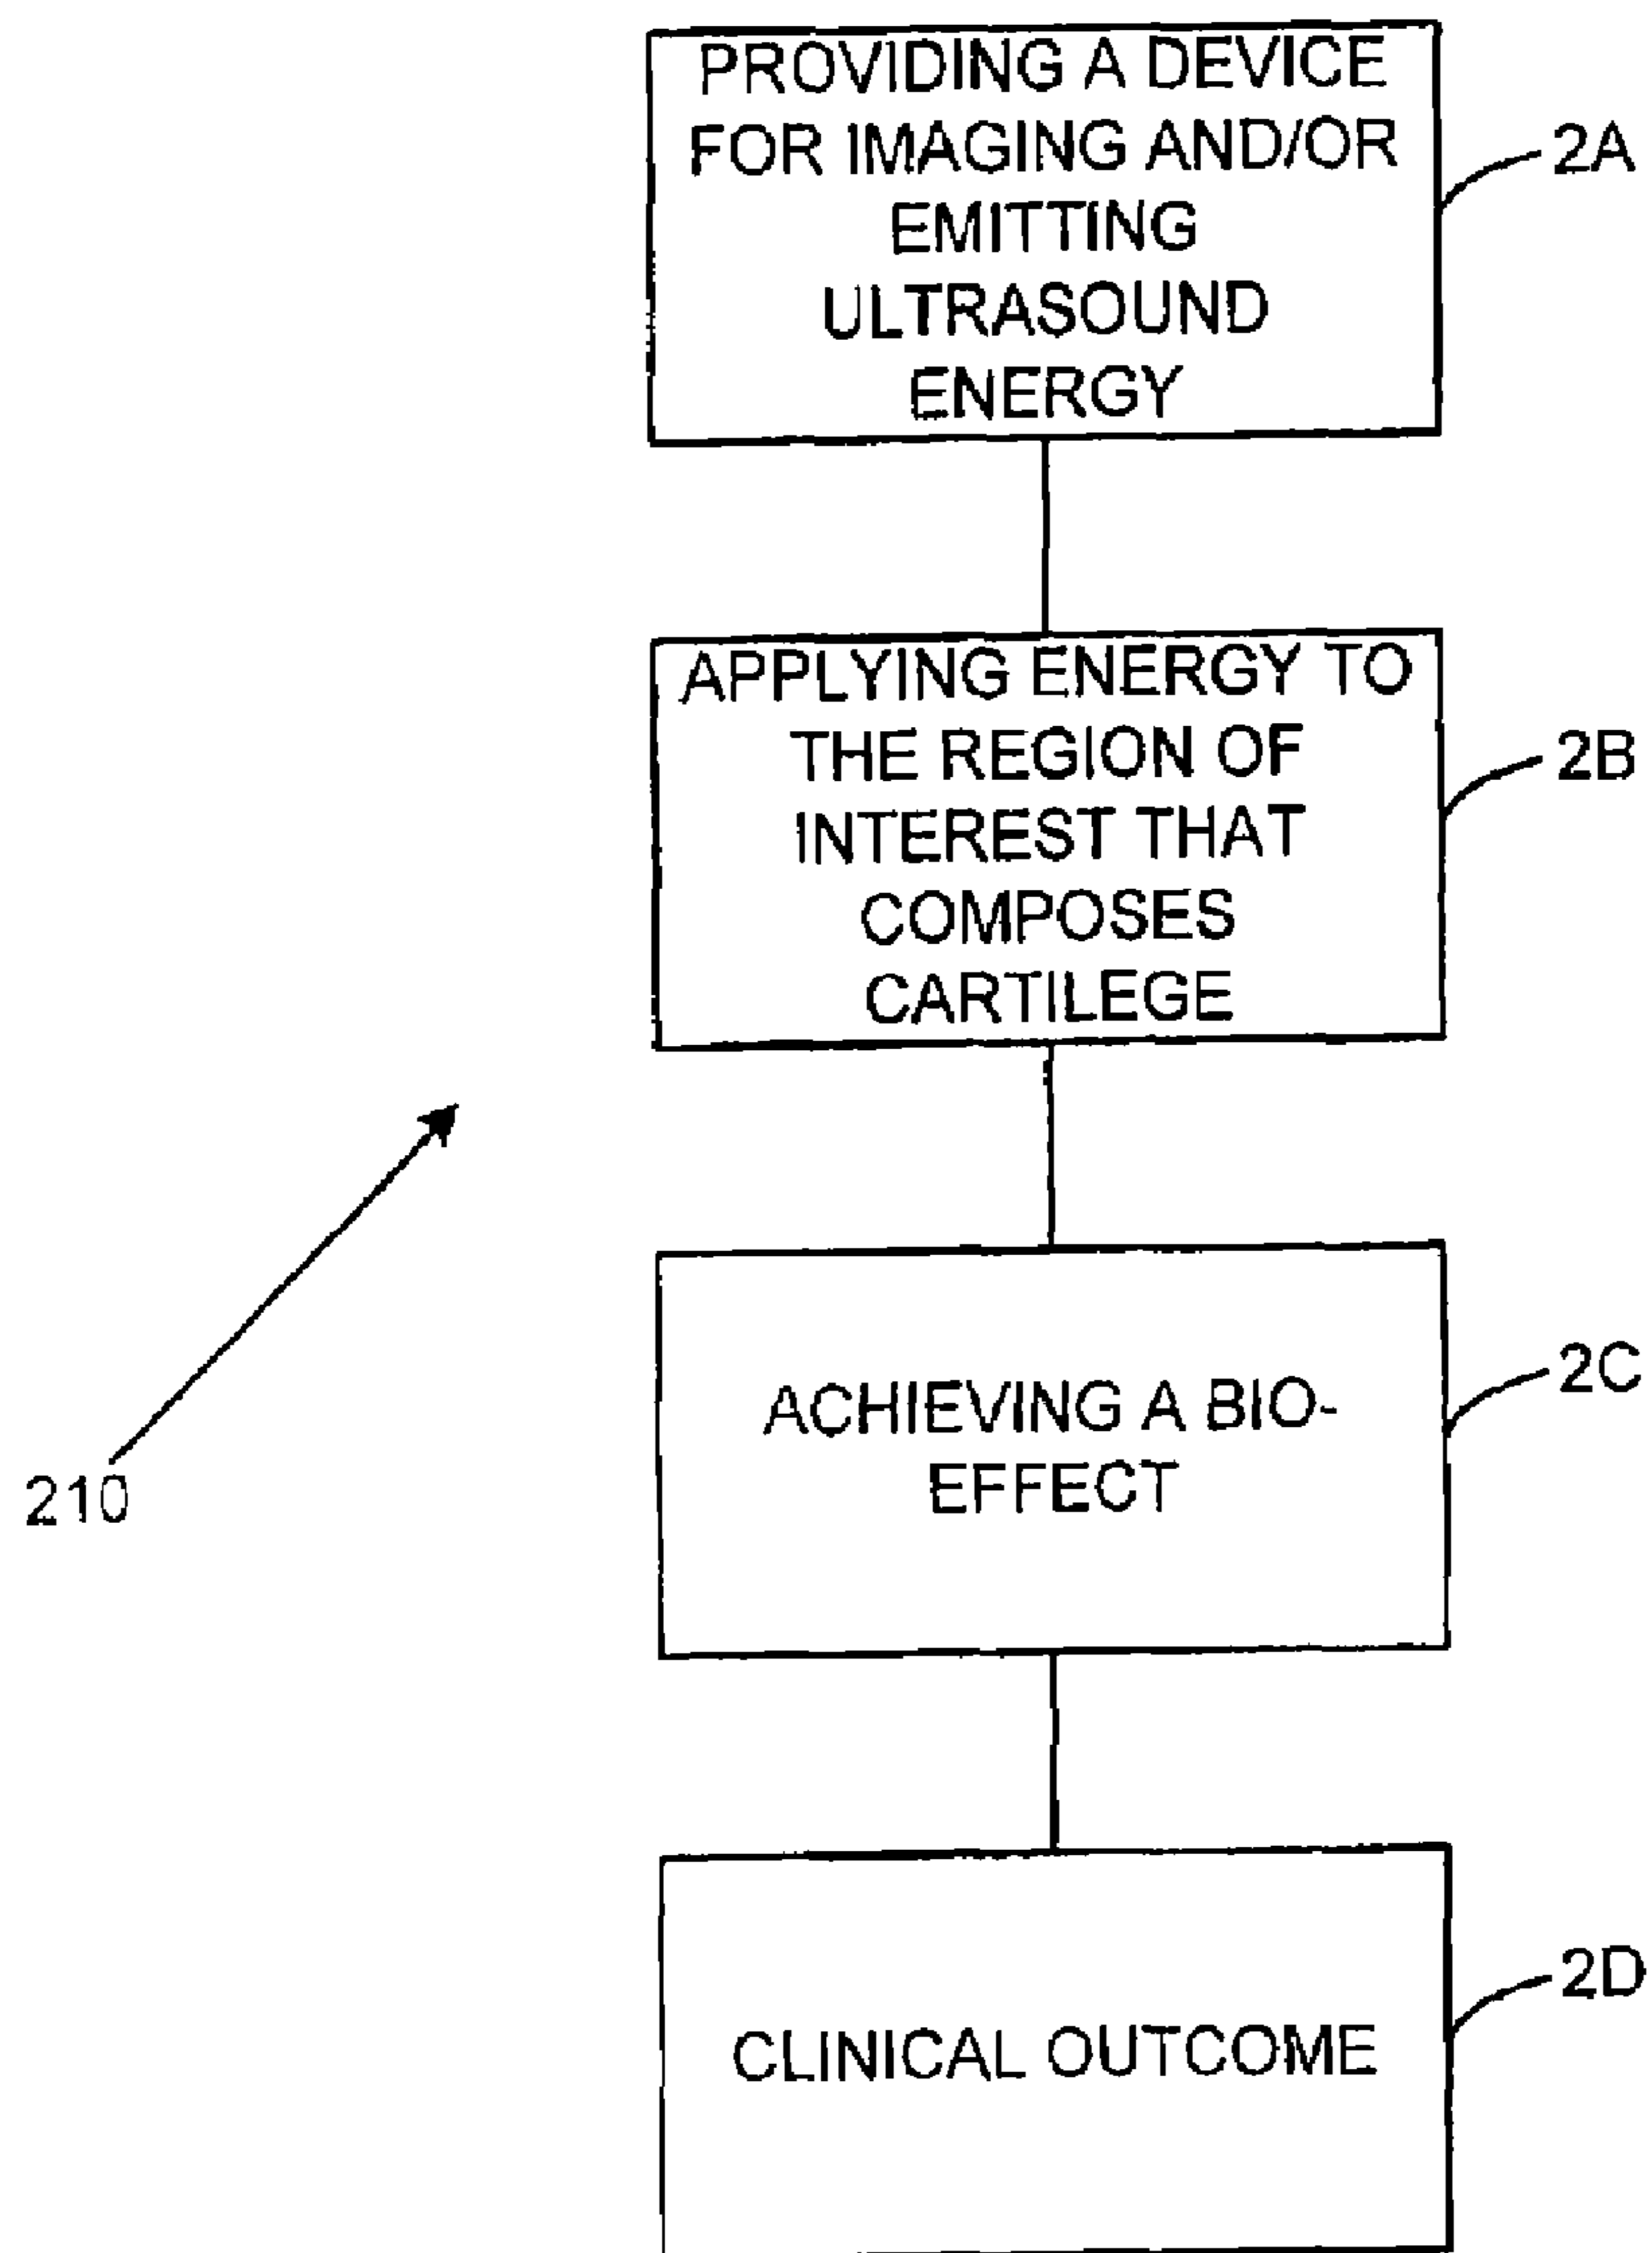 PROVIDING A DEVICE
FOR IMAGING AND/OR
EMITTING
ULTRASOUND
ENERGY
2A
APPLYING ENERGY TO
THE REGION OF
INTEREST THAT
COMPOSES
CARTILEGE
2B
ACHIEVING A BIO-
EFFECT
2C
210
CLINICAL OUTCOME
2D